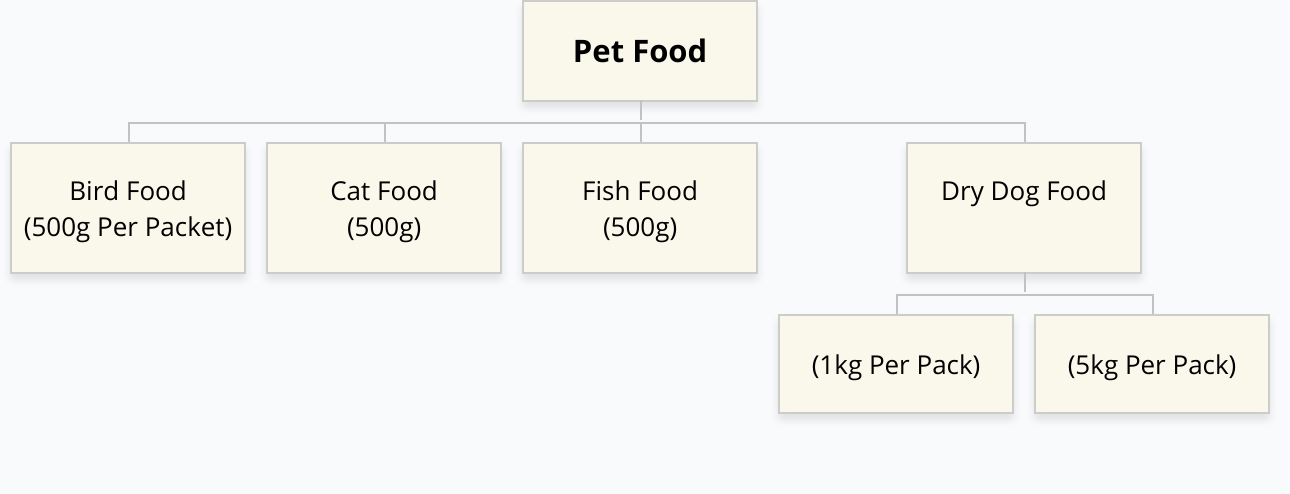 Pet Food
Bird Food
(500g Per Packet)
Cat Food
(500g)
Fish Food
(500g)
Dry Dog Food
(1kg Per Pack)
(5kg Per Pack)